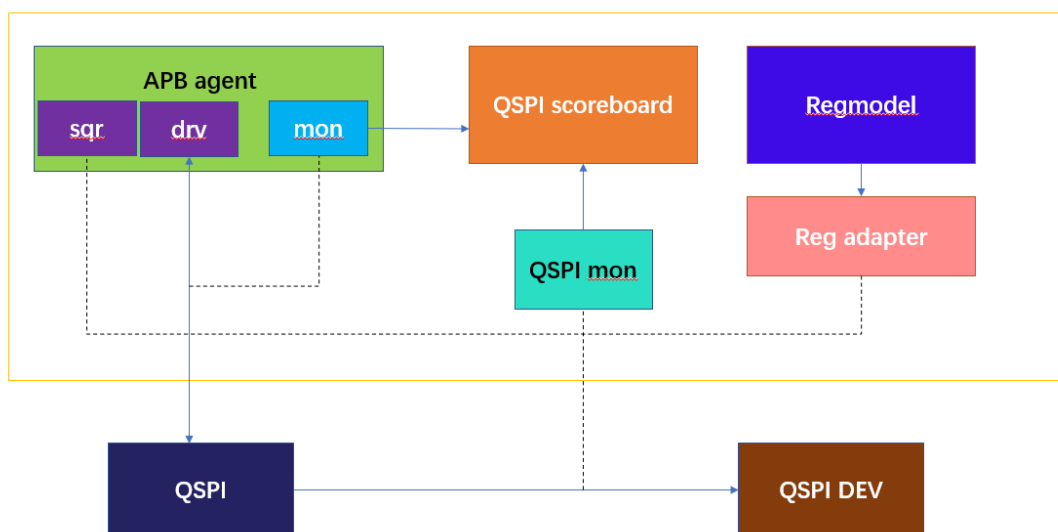 APB agent
sqr
drv
mon
QSPI scoreboard
Regmodel
Reg adapter
QSPI mon
QSPI
QSPI DEV